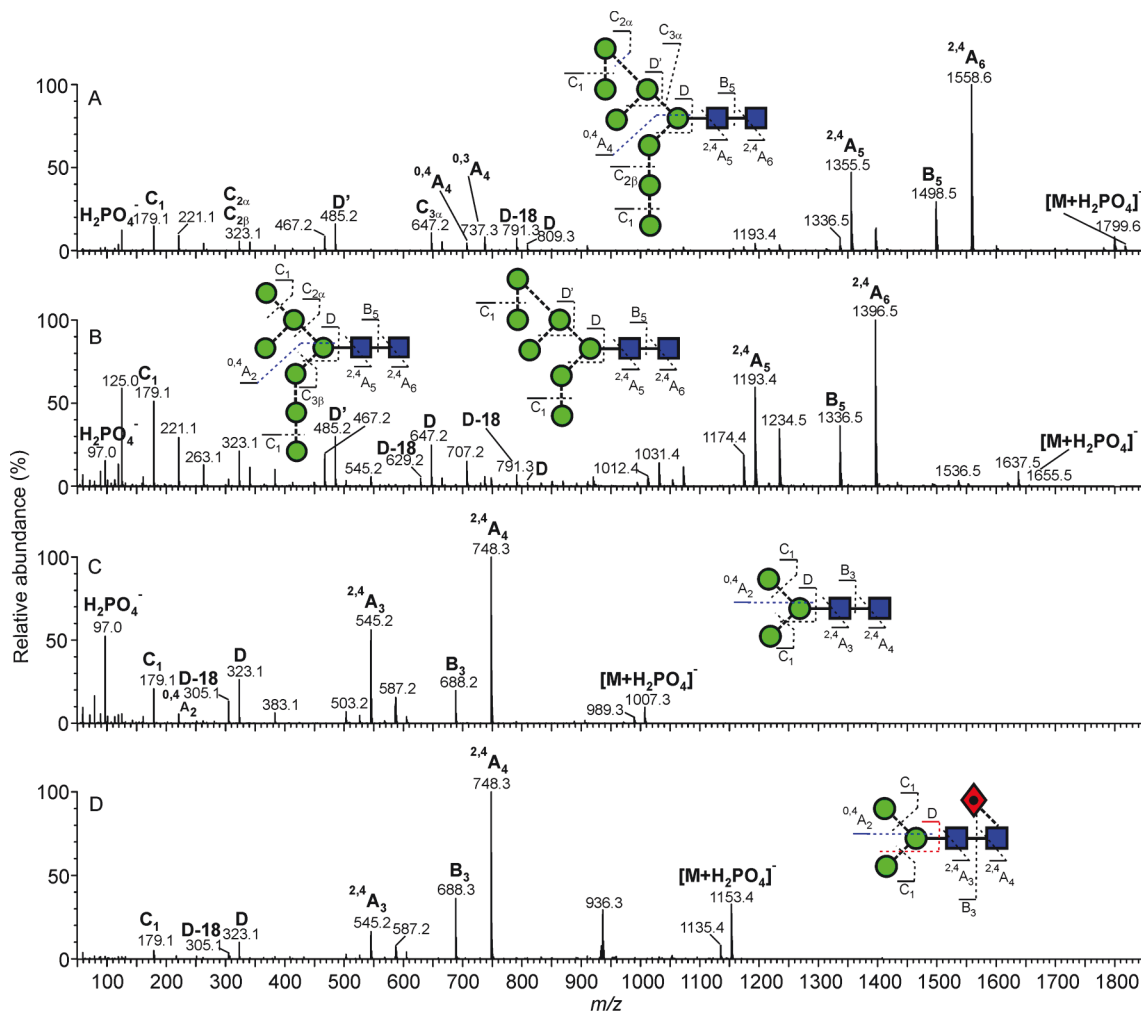 Relative abundance (%)
A
100
50
0
H₂PO₄⁻
C₁
179.1
221.1
C₂α
C₂β
323.1
467.2
D'
485.2
C₃α
647.2
⁰,⁴A₄
⁰,³A₄
737.3
D-18
791.3
D
809.3
1193.4
1336.5
²,⁴A₅
1355.5
B₅
1498.5
²,⁴A₆
1558.6
[M+H₂PO₄]⁻
1799.6
C₂α
C₃α
C₁
D'
D
B₅
⁰,⁴A₄
²,⁴A₅
²,⁴A₆
C₂β
C₁
B
100
50
0
H₂PO₄⁻
97.0
125.0
C₁
179.1
221.1
263.1
323.1
D'
485.2
467.2
545.2
D-18
629.2
D
647.2
707.2
D-18
791.3
D
1012.4
1031.4
1174.4
²,⁴A₅
1193.4
1234.5
B₅
1336.5
²,⁴A₆
1396.5
1536.5
[M+H₂PO₄]⁻
1637.5
1655.5
C₁
C₂α
D
B₅
⁰,⁴A₂
²,⁴A₅
²,⁴A₆
C₃β
C₁
C₁
D'
D
B₅
²,⁴A₅
²,⁴A₆
C₁
C
100
50
0
H₂PO₄⁻
97.0
C₁
179.1
⁰,⁴
A₂
D-18
305.1
D
323.1
383.1
503.2
²,⁴A₃
545.2
587.2
B₃
688.2
²,⁴A₄
748.3
989.3
[M+H₂PO₄]⁻
1007.3
C₁
⁰,⁴A₂
D
B₃
²,⁴A₃
²,⁴A₄
C₁
D
100
50
0
C₁
179.1
D-18
305.1
D
323.1
²,⁴A₃
545.2
587.2
B₃
688.3
²,⁴A₄
748.3
936.3
1135.4
[M+H₂PO₄]⁻
1153.4
C₁
⁰,⁴A₂
D
²,⁴A₃
²,⁴A₄
C₁
B₃
100 200 300 400 500 600 700 800 900 1000 1100 1200 1300 1400 1500 1600 1700 1800
m/z